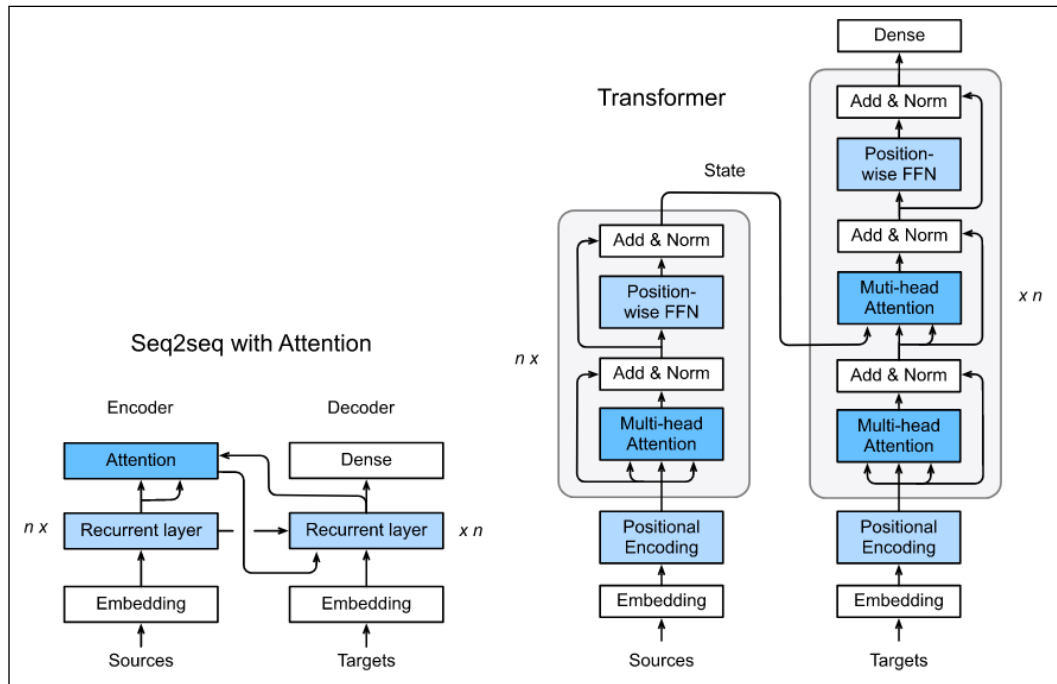 Seq2seq with Attention
Encoder
Decoder
Attention
Dense
n x
Recurrent layer
Recurrent layer
x n
Embedding
Embedding
Sources
Targets
Transformer
State
n x
Add & Norm
Position-
wise FFN
Add & Norm
Multi-head
Attention
Positional
Encoding
Embedding
Sources
Dense
Add & Norm
Position-
wise FFN
Add & Norm
Muti-head
Attention
x n
Add & Norm
Multi-head
Attention
Positional
Encoding
Embedding
Targets